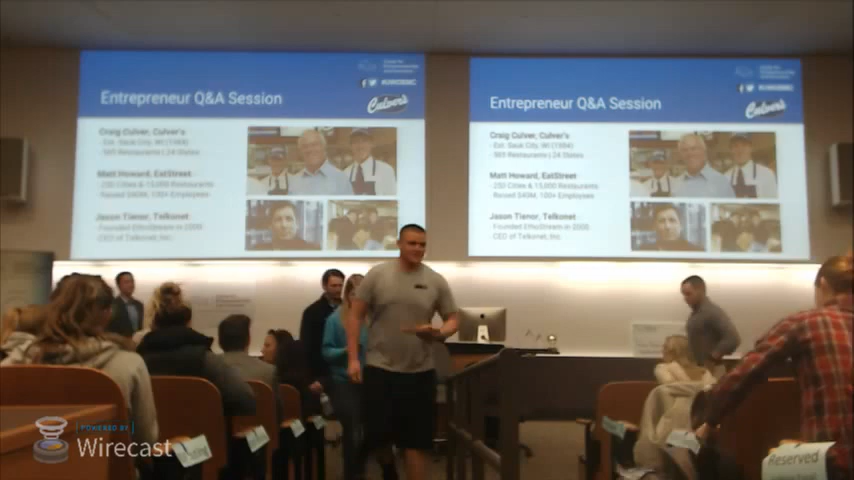 Entrepreneur Q&A Session
Culver's
Craig Culver, Culver's
Est. Sauk City, WI (1984)
565 Restaurants | 24 States
Matt Howard, EatStreet
250 Cities & 15,000 Restaurants
Raised $40M, 100+ Employees
Jason Tienor, Telkonet
Founded EthoStream in
CEO of Telkonet, Inc.
Entrepreneur Q&A Session
Culver's
Craig Culver, Culver's
Est. Sauk City, WI (1984)
565 Restaurants | 24 States
Matt Howard, EatStreet
250 Cities & 15,000 Restaurants
Raised $40M, 100+ Employees
Jason Tienor, Telkonet
Founded EthoStream in
CEO of Telkonet, Inc.
POWERED BY
Wirecast
Reserved